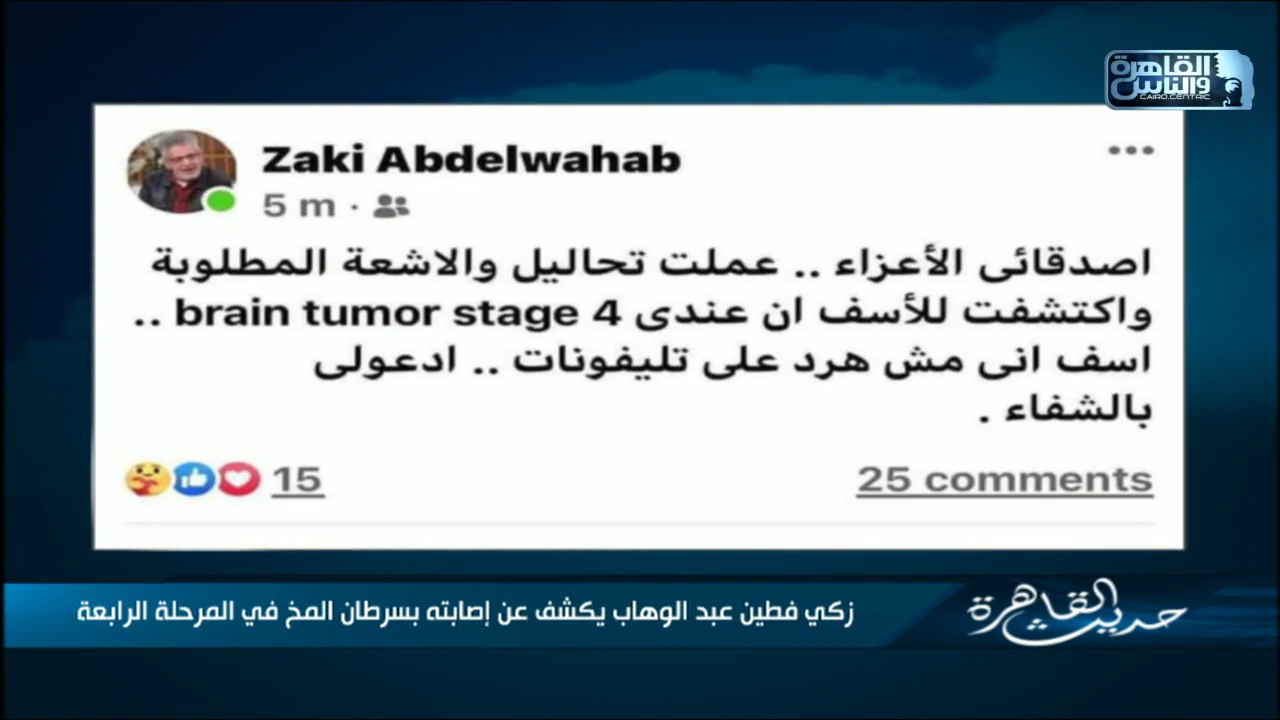 القاهرة
والناس
CAIRO.CENTRIC
Zaki Abdelwahab
5 m ·
اصدقائى الأعزاء .. عملت تحاليل والاشعة المطلوبة
واكتشفت للأسف ان عندى brain tumor stage 4 ..
اسف انى مش هرد على تليفونات .. ادعولى
بالشفاء .
15
25 comments
حديث القاهرة
زكي فطين عبد الوهاب يكشف عن إصابته بسرطان المخ في المرحلة الرابعة